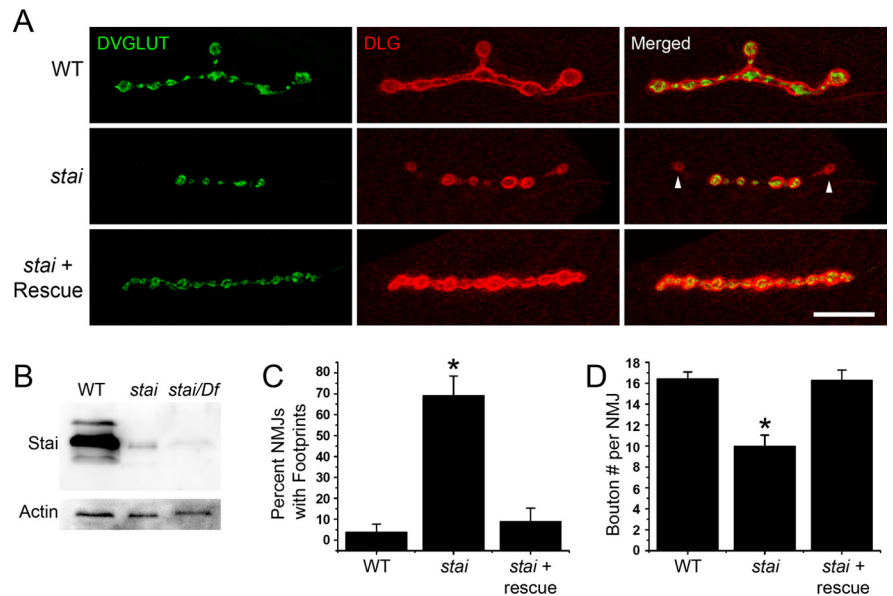 A
DVGLUT
DLG
Merged
WT
stai
stai +
Rescue
B
WT stai stai/Df
Stai
Actin
C
Percent NMJs
with Footprints
80
70
60
50
40
30
20
10
0
WT
stai
stai +
rescue
*
D
Bouton # per NMJ
18
16
14
12
10
8
6
4
2
0
WT
stai
stai +
rescue
*